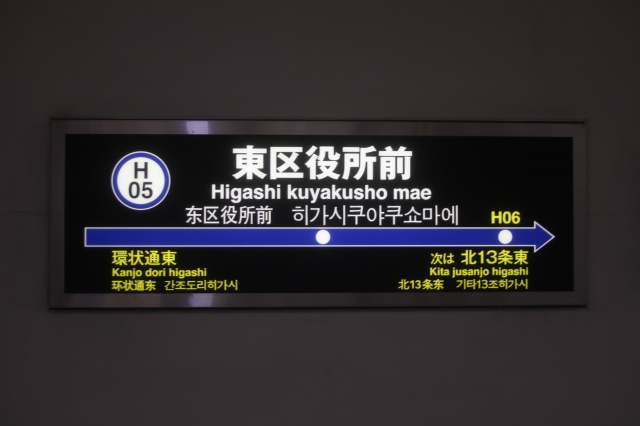 H
05
東区役所前
Higashi kuyakusho mae
东区役所前 히가시쿠야쿠쇼마에
H06
環状通東
Kanjo dori higashi
环状通东 간조도리히가시
次は 北13条東
Kita jusanjo higashi
北13条东 기타13조히가시